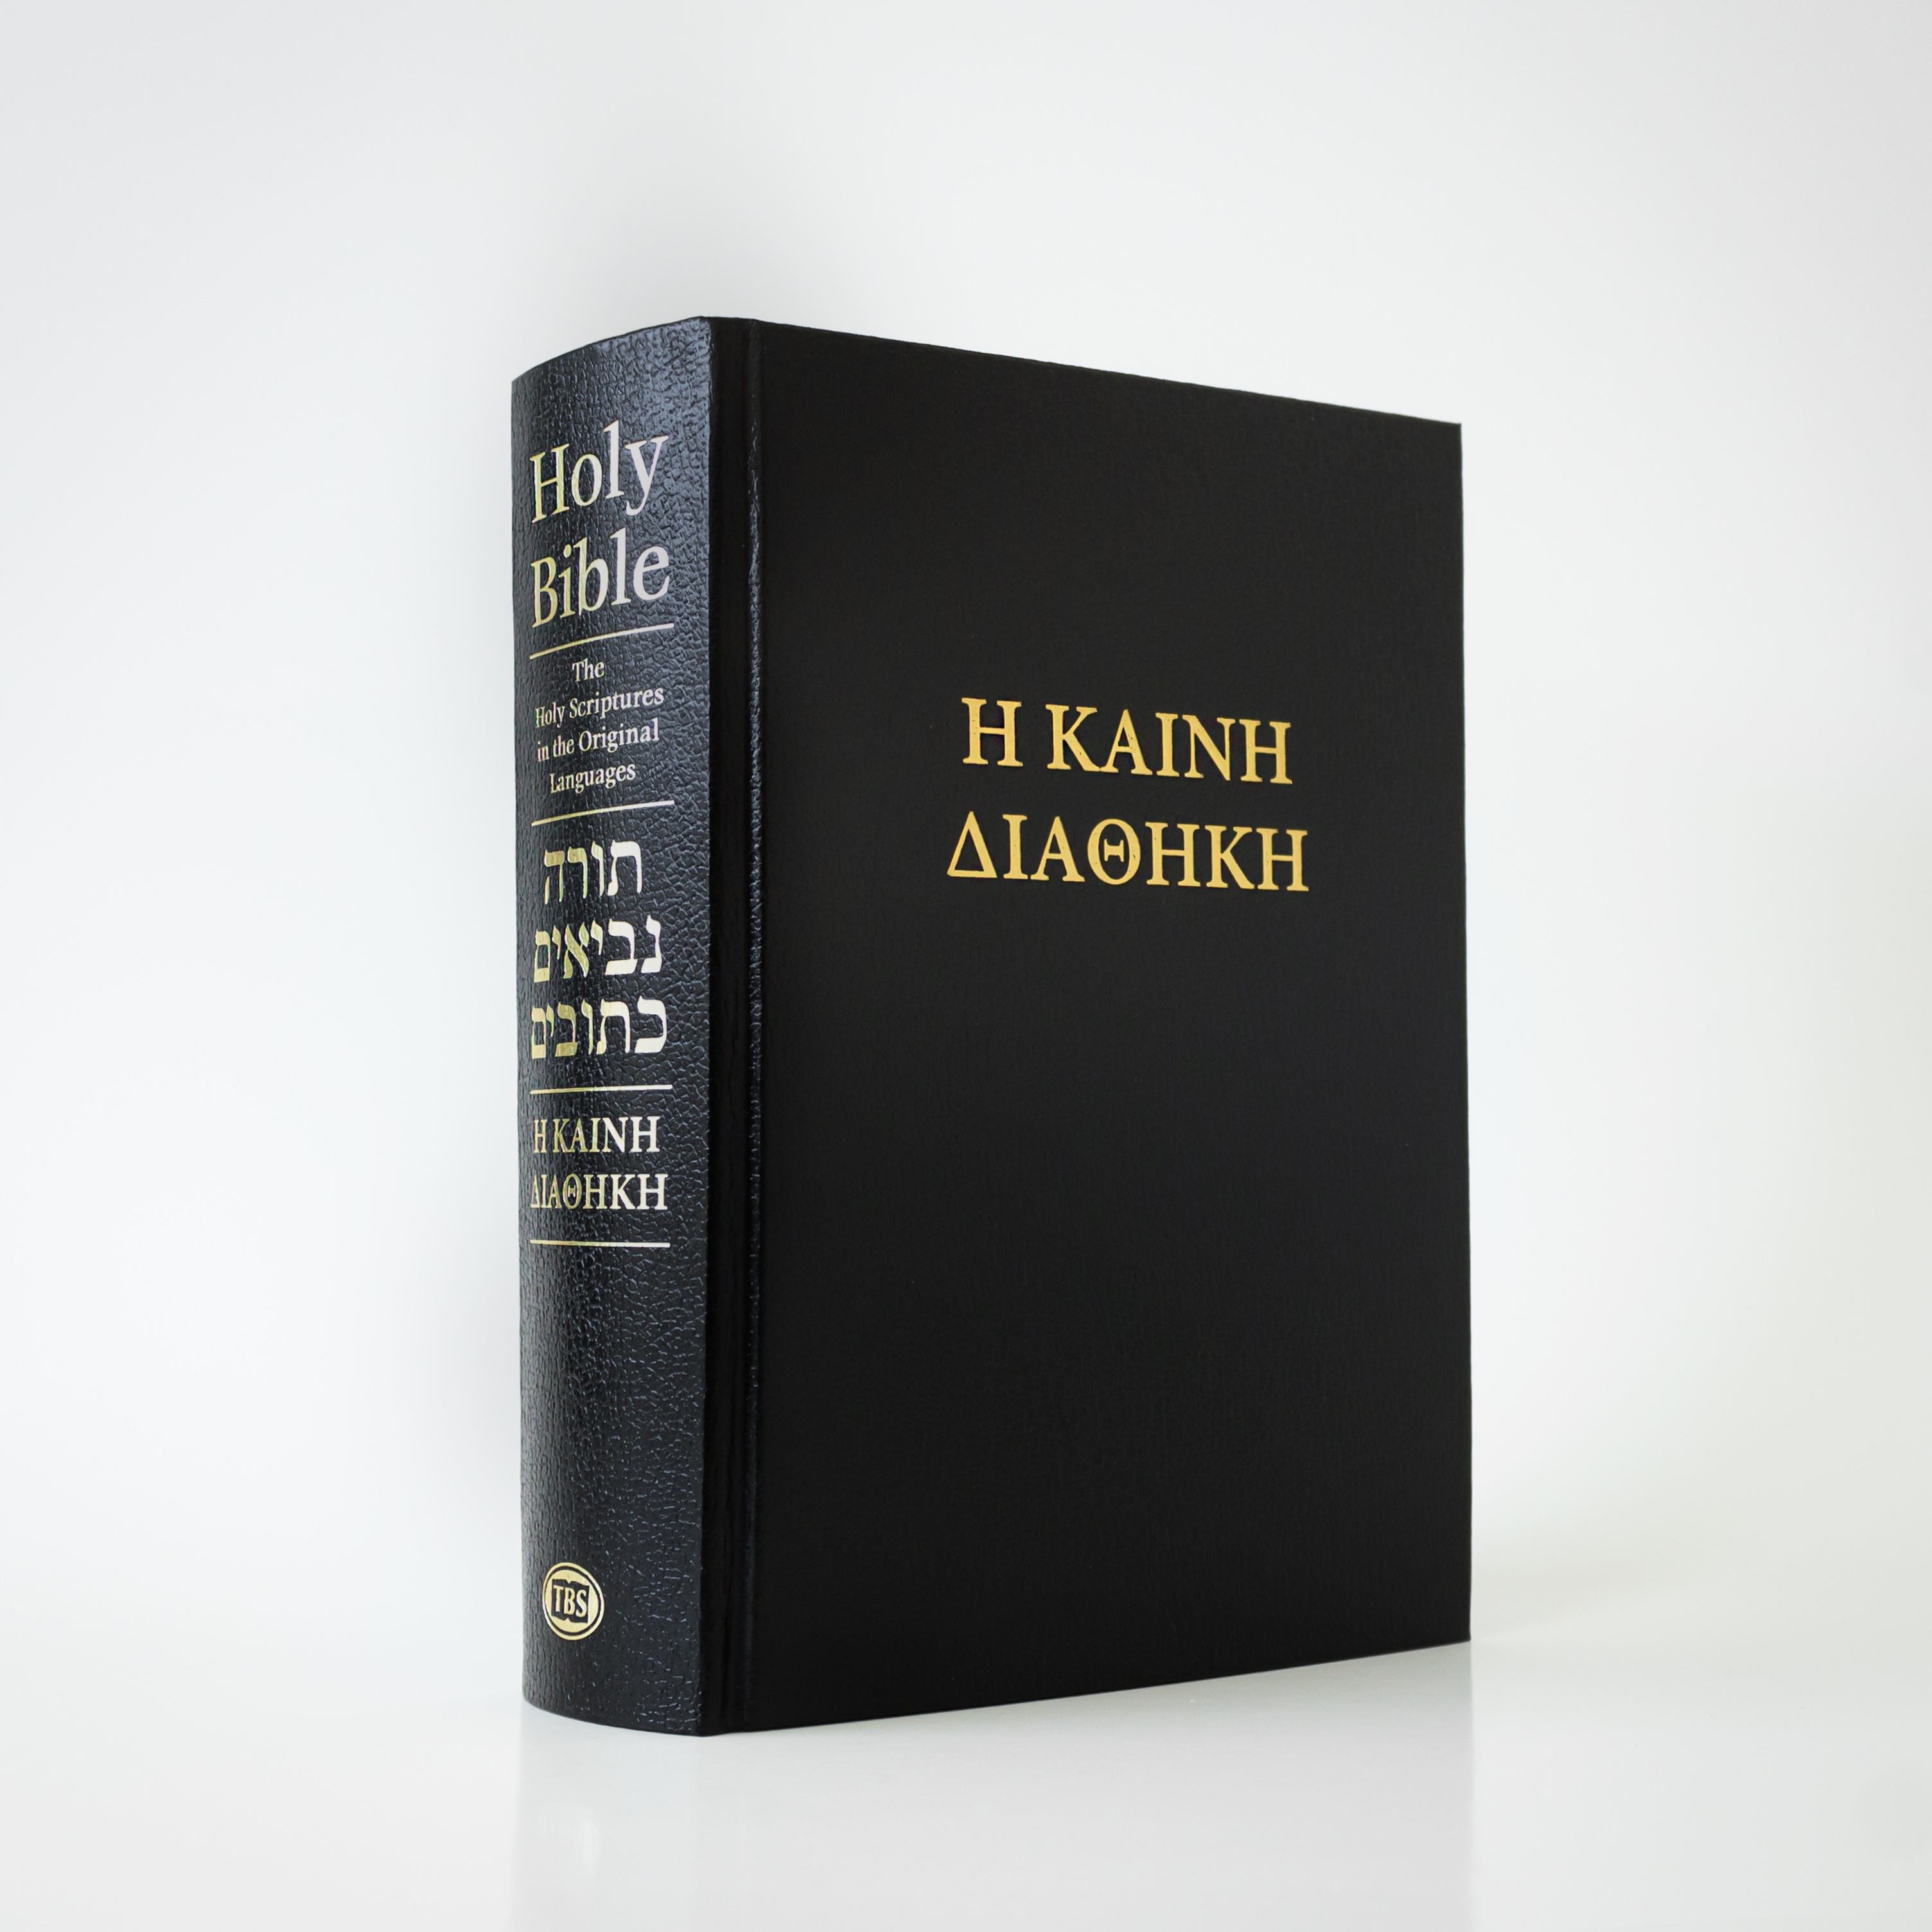 Holy
Bible
The
Holy Scriptures
in the Original
Languages
תורה
נביאים
כתובים
Η ΚΑΙΝΗ
ΔΙΑΘΗΚΗ
TBS
Η ΚΑΙΝΗ
ΔΙΑΘΗΚΗ